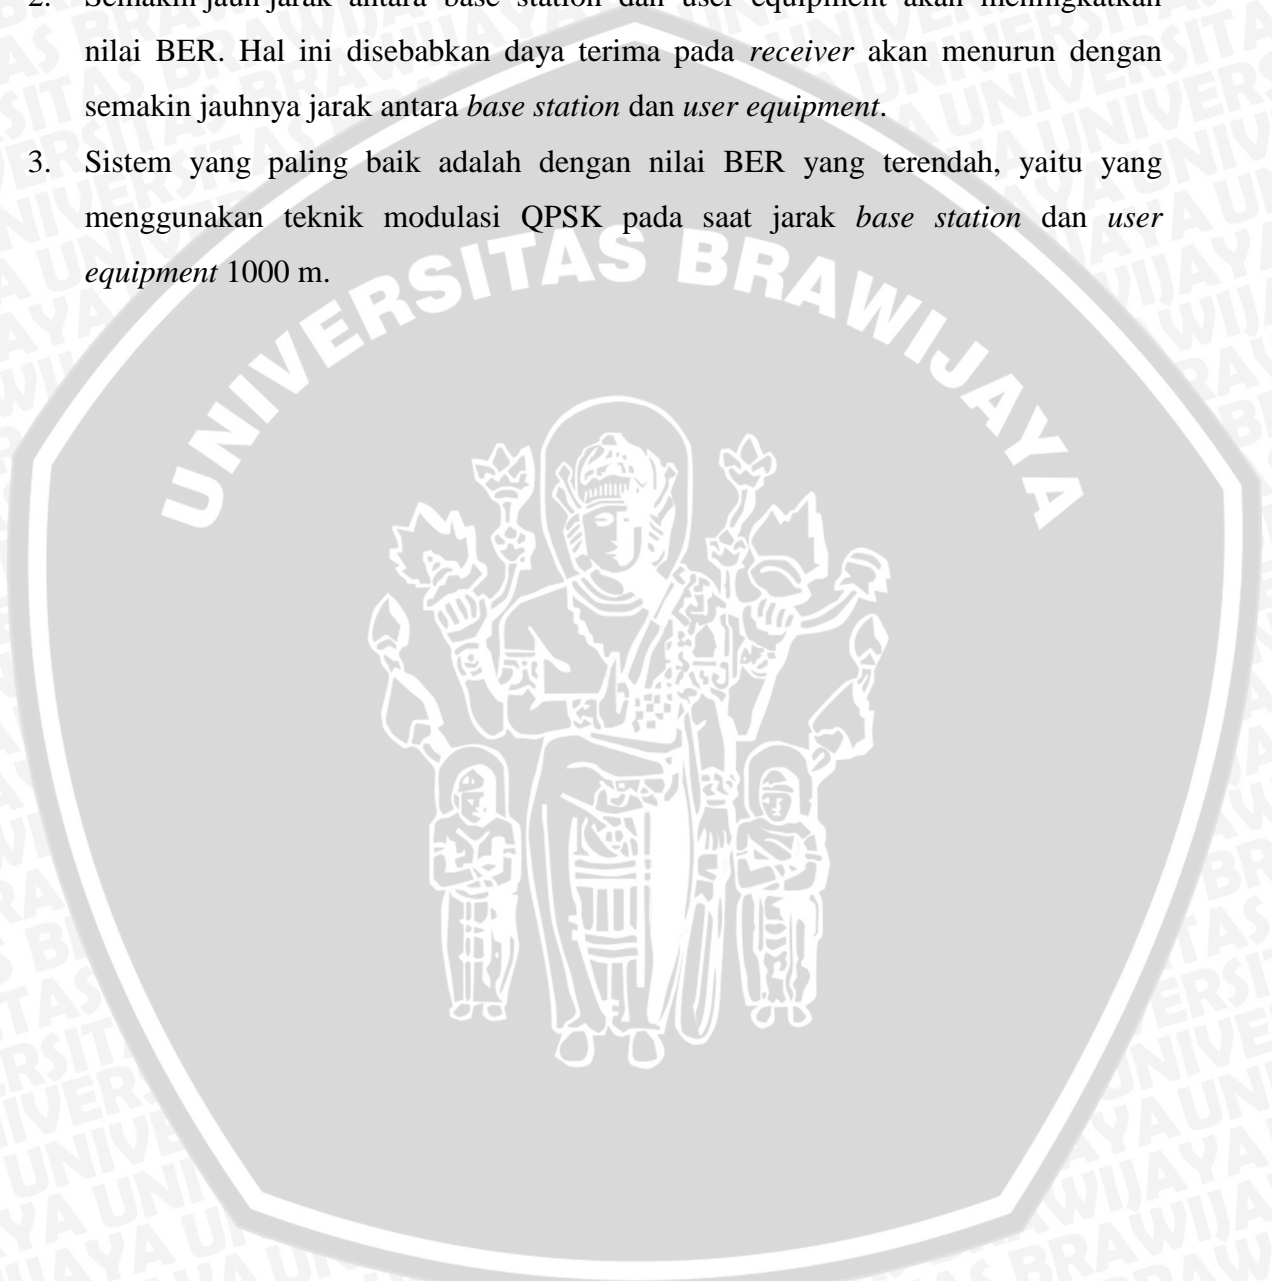 2. Semakin jauh jarak antara base station dan user equipment akan meningkatkan
nilai BER. Hal ini disebabkan daya terima pada receiver akan menurun dengan
semakin jauhnya jarak antara base station dan user equipment.
3. Sistem yang paling baik adalah dengan nilai BER yang terendah, yaitu yang
menggunakan teknik modulasi QPSK pada saat jarak base station dan user
equipment 1000 m.
UNIVERSITAS BRAWIJAYA